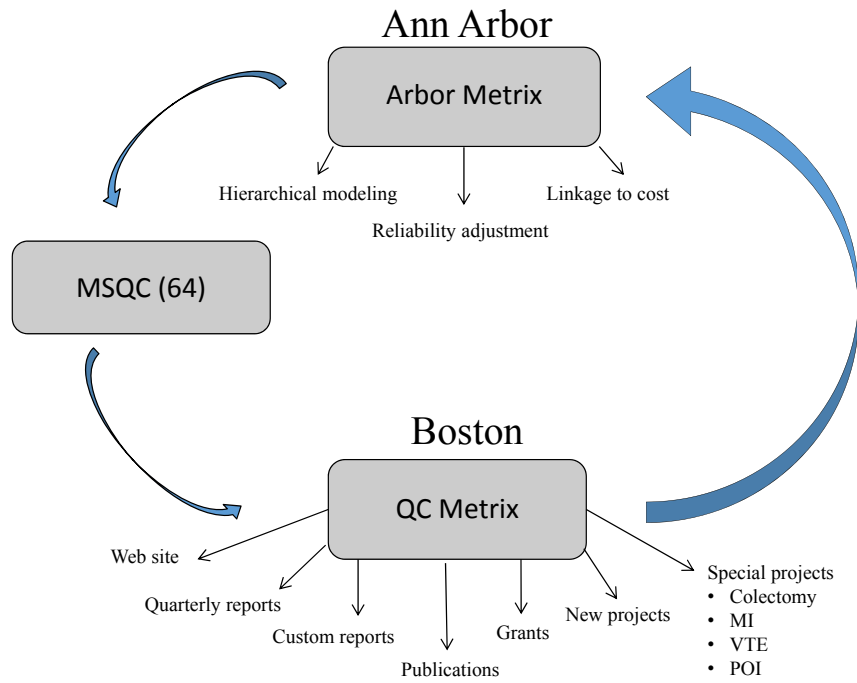 Ann Arbor
Arbor Metrix
Hierarchical modeling
Linkage to cost
Reliability adjustment
MSQC (64)
Boston
QC Metrix
Web site
Quarterly reports
Custom reports
Publications
Grants
New projects
Special projects
• Colectomy
• MI
• VTE
• POI